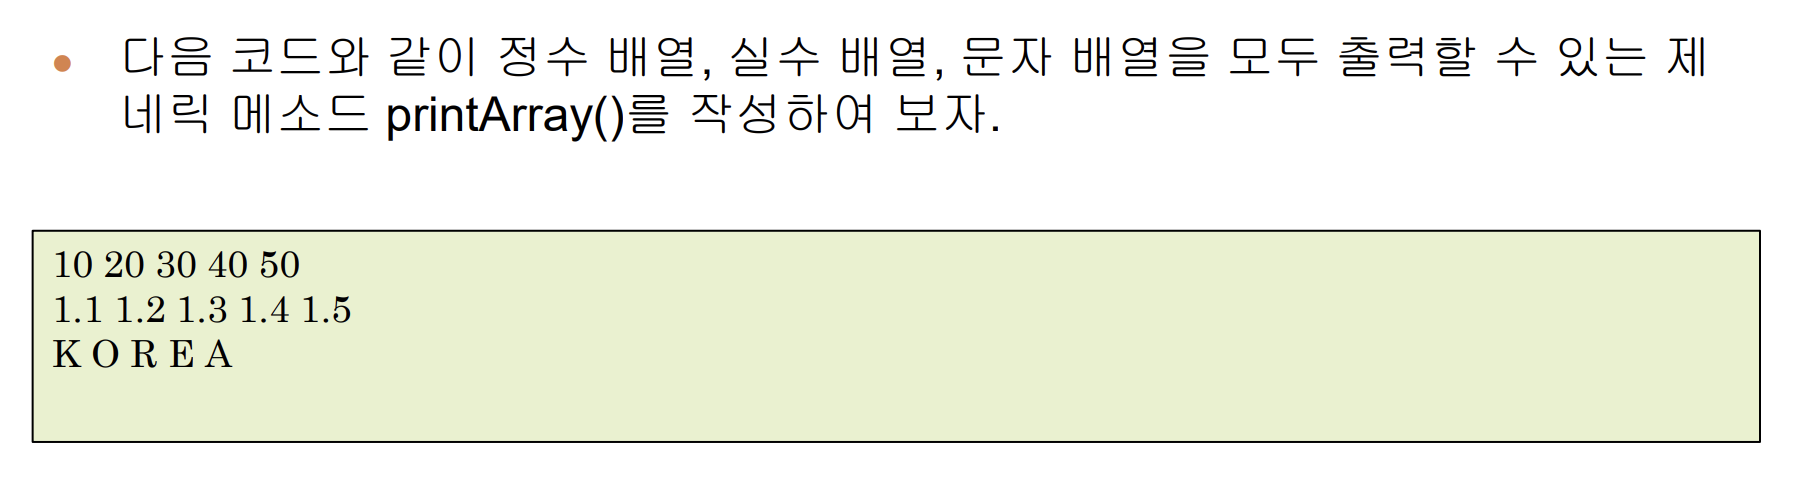 • 다음 코드와 같이 정수 배열, 실수 배열, 문자 배열을 모두 출력할 수 있는 제
네릭 메소드 printArray()를 작성하여 보자.
10 20 30 40 50
1.1 1.2 1.3 1.4 1.5
K O R E A